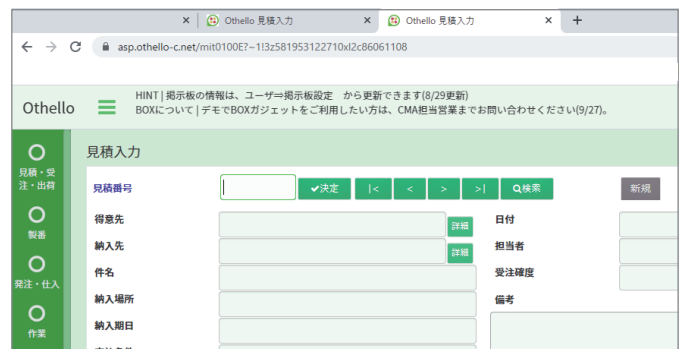 Othello 見積入力
Othello 見積入力
asp.othello-c.net/mit0100E?~1!3z581953122710xI2c86061108
Othello
HINT | 掲示板の情報は、ユーザ⇒掲示板設定 から更新できます(8/29更新)
BOXについて | デモでBOXガジェットをご利用したい方は、CMA担当営業までお問い合わせください(9/27)。
見積・受
注・出荷
製番
発注・仕入
作業
見積入力
見積番号
✔決定
|<
<
>
>|
検索
新規
得意先
詳細
日付
納入先
詳細
担当者
件名
受注確度
納入場所
備考
納入期日